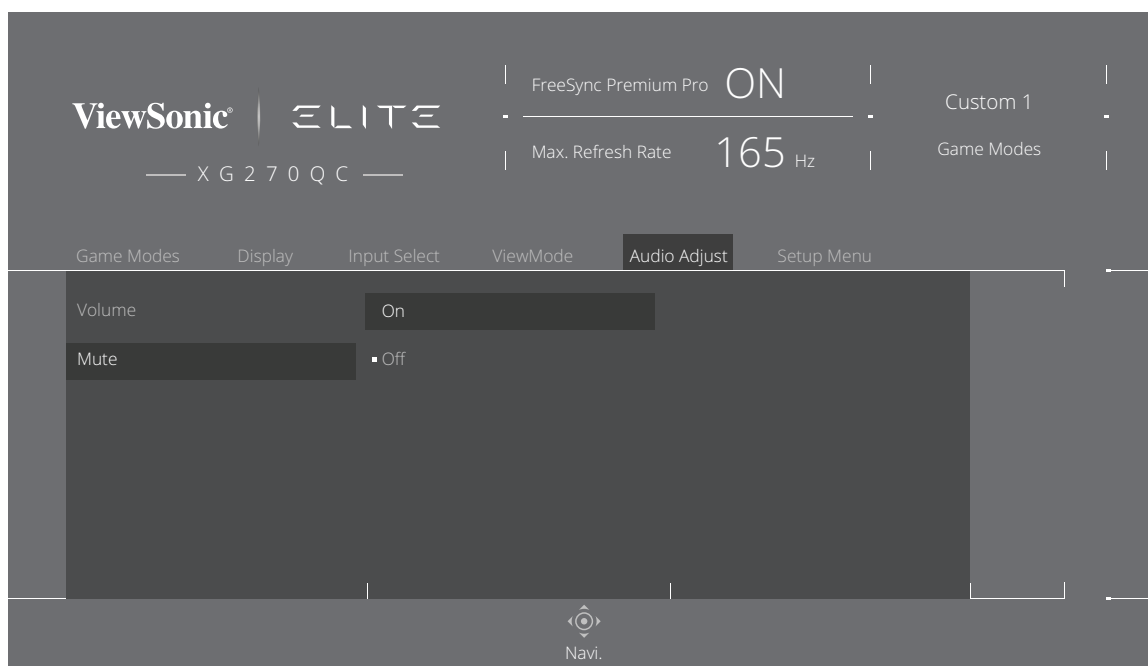 ViewSonic® ELITE
XG270QC
FreeSync Premium Pro ON
Max. Refresh Rate 165 Hz
Custom 1
Game Modes
Game Modes Display Input Select ViewMode Audio Adjust Setup Menu
Volume On
Mute Off
Navi.